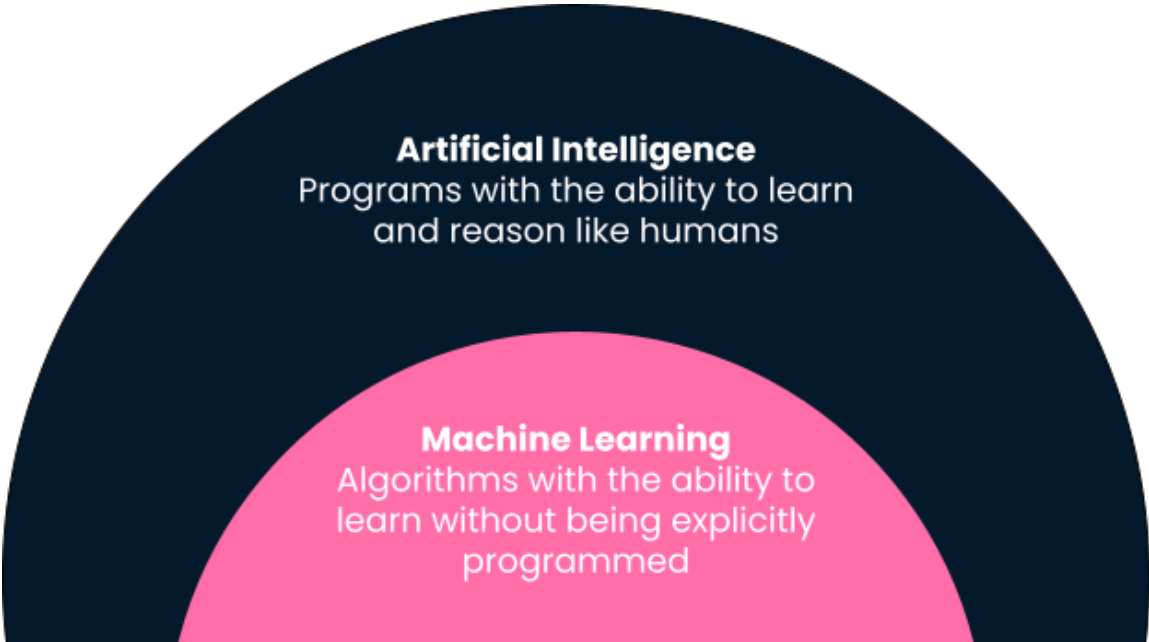 Artificial Intelligence
Programs with the ability to learn
and reason like humans
Machine Learning
Algorithms with the ability to
learn without being explicitly
programmed